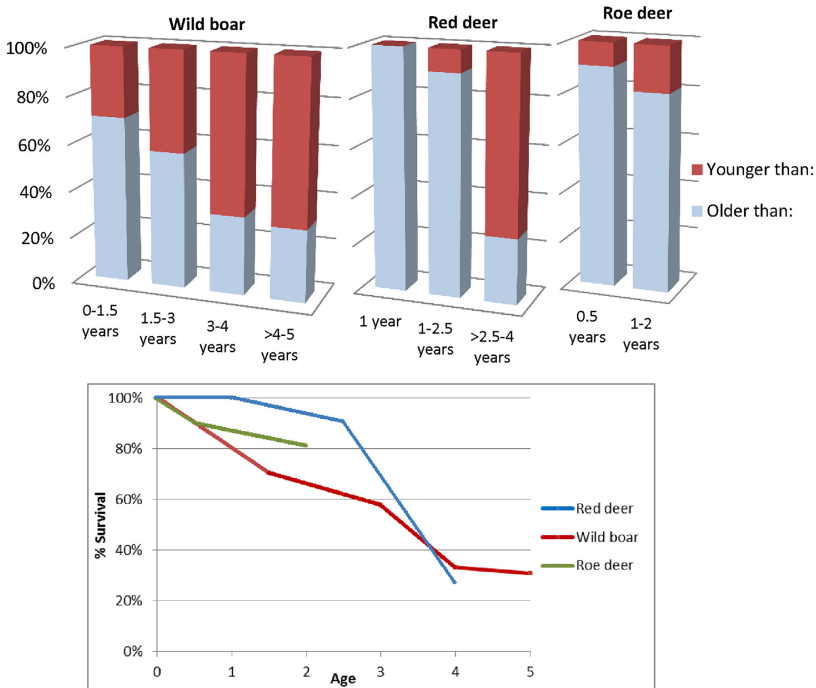 Wild boar
Red deer
Roe deer
100%
80%
60%
40%
20%
0%
0-1.5
years
1.5-3
years
3-4
years
>4-5
years
1 year
1-2.5
years
>2.5-4
years
0.5
years
1-2
years
Younger than:
Older than:
100%
80%
60%
40%
20%
0%
% Survival
0
1
2
3
4
5
Age
Red deer
Wild boar
Roe deer